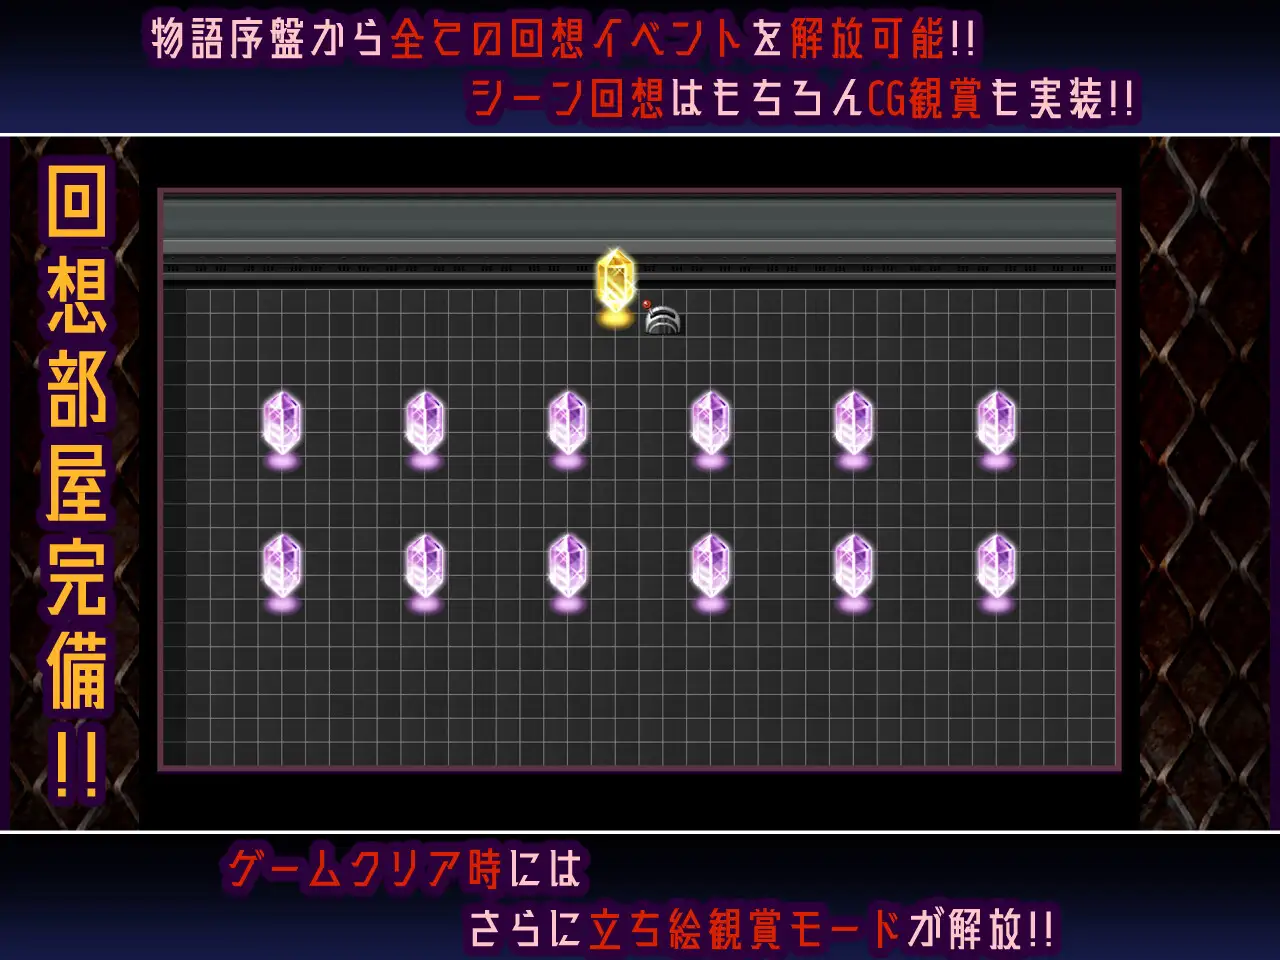 物語序盤から全ての回想イベントを解放可能!!
シーン回想はもちろんCG観賞も実装!!
回想部屋完備!!
ゲームクリア時には
さらに立ち絵観賞モードが解放!!